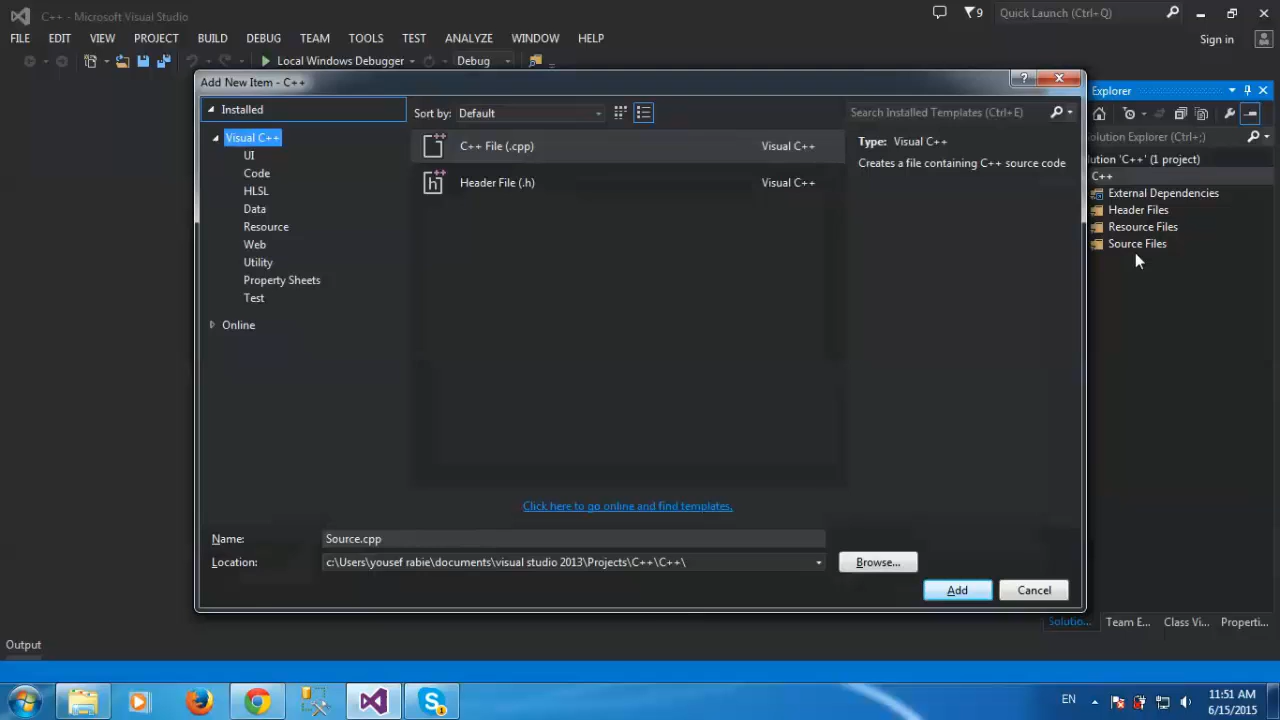 C++ - Microsoft Visual Studio
9
Quick Launch (Ctrl+Q)
FILE EDIT VIEW PROJECT BUILD DEBUG TEAM TOOLS TEST ANALYZE WINDOW HELP
Sign in
Local Windows Debugger
Debug
Add New Item - C++
?
Explorer
Installed
Sort by: Default
Search Installed Templates (Ctrl+E)
Visual C++
UI
Code
HLSL
Data
Resource
Web
Utility
Property Sheets
Test
Online
C++ File (.cpp) Visual C++
Header File (.h) Visual C++
Type: Visual C++
Creates a file containing C++ source code
olution Explorer (Ctrl+;)
lution 'C++' (1 project)
C++
External Dependencies
Header Files
Resource Files
Source Files
Click here to go online and find templates.
Name: Source.cpp
Location: c:\Users\yousef rabie\documents\visual studio 2013\Projects\C++\C++\
Browse...
Add Cancel
Solutio... Team E... Class Vi... Properti...
Output
EN
11:51 AM
6/15/2015